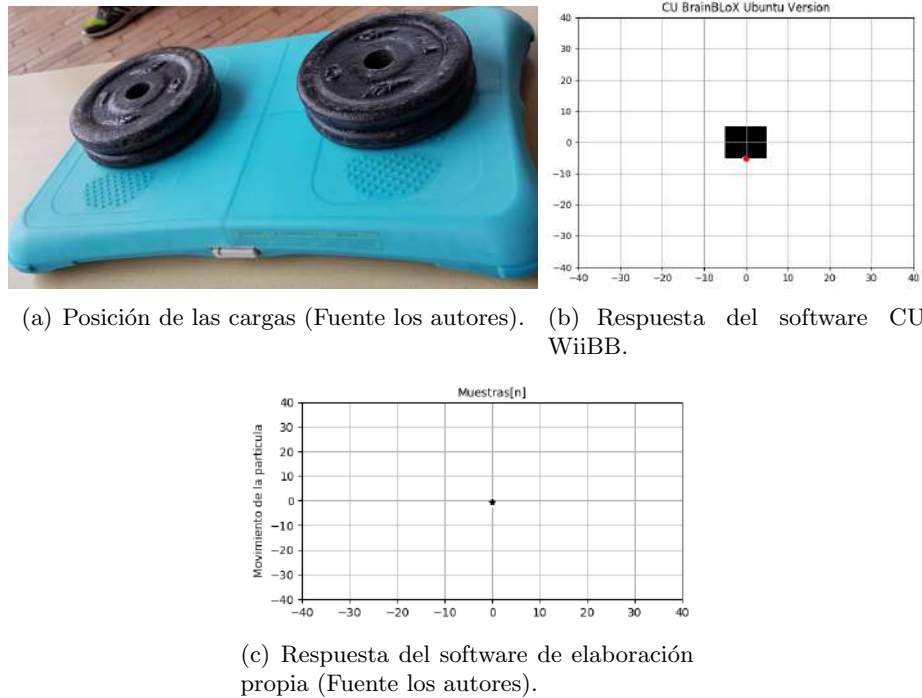 CU BrainBLoX Ubuntu Version
40
30
20
10
0
−10
−20
−30
−40
−40 −30 −20 −10 0 10 20 30 40
(a) Posición de las cargas (Fuente los autores).
(b) Respuesta del software CU
WiiBB.
Muestras[n]
Movimiento de la particula
40
30
20
10
0
−10
−20
−30
−40
−40 −30 −20 −10 0 10 20 30 40
(c) Respuesta del software de elaboración
propia (Fuente los autores).